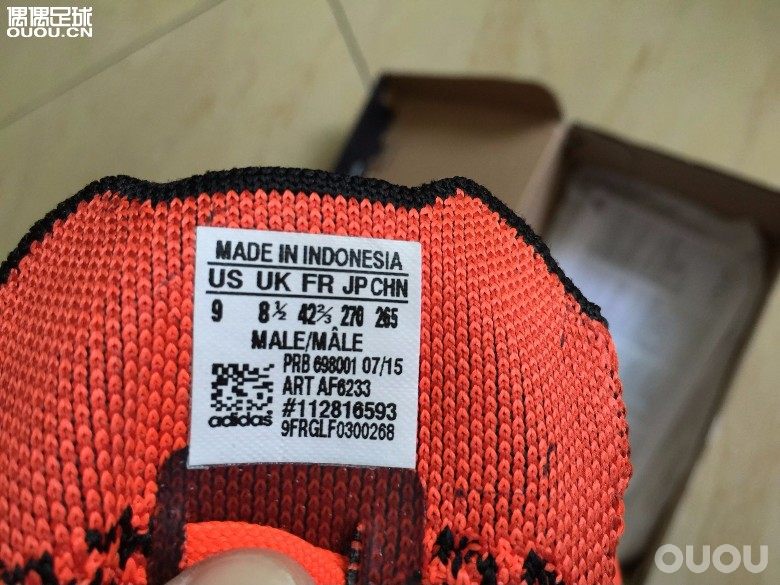 偶偶足球
OUOU.CN
MADE IN INDONESIA
US UK FR JP CHN
9 8½ 42⅔ 270 265
MALE/MÂLE
PRB 698001 07/15
ART AF6233
#112816593
adidas 9FRGLF0300268
OUOU